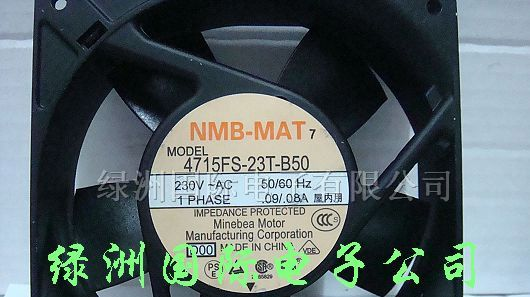 NMB-MAT 7
MODEL
4715FS-23T-B50
230V ~AC 50/60 Hz
1 PHASE .09/.08A 屋内用
IMPEDANCE PROTECTED
Minebea Motor
Manufacturing Corporation
D00 MADE IN CHINA
绿洲国际电子有限公司
绿洲国际电子公司